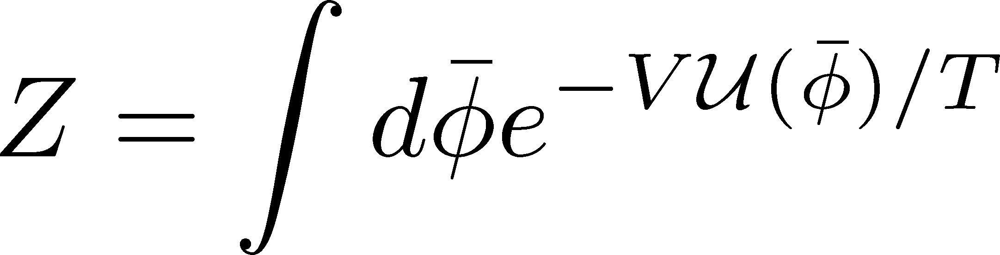 Z = ∫ dϕ̄ e^{−V𝒰(ϕ̄)/T}